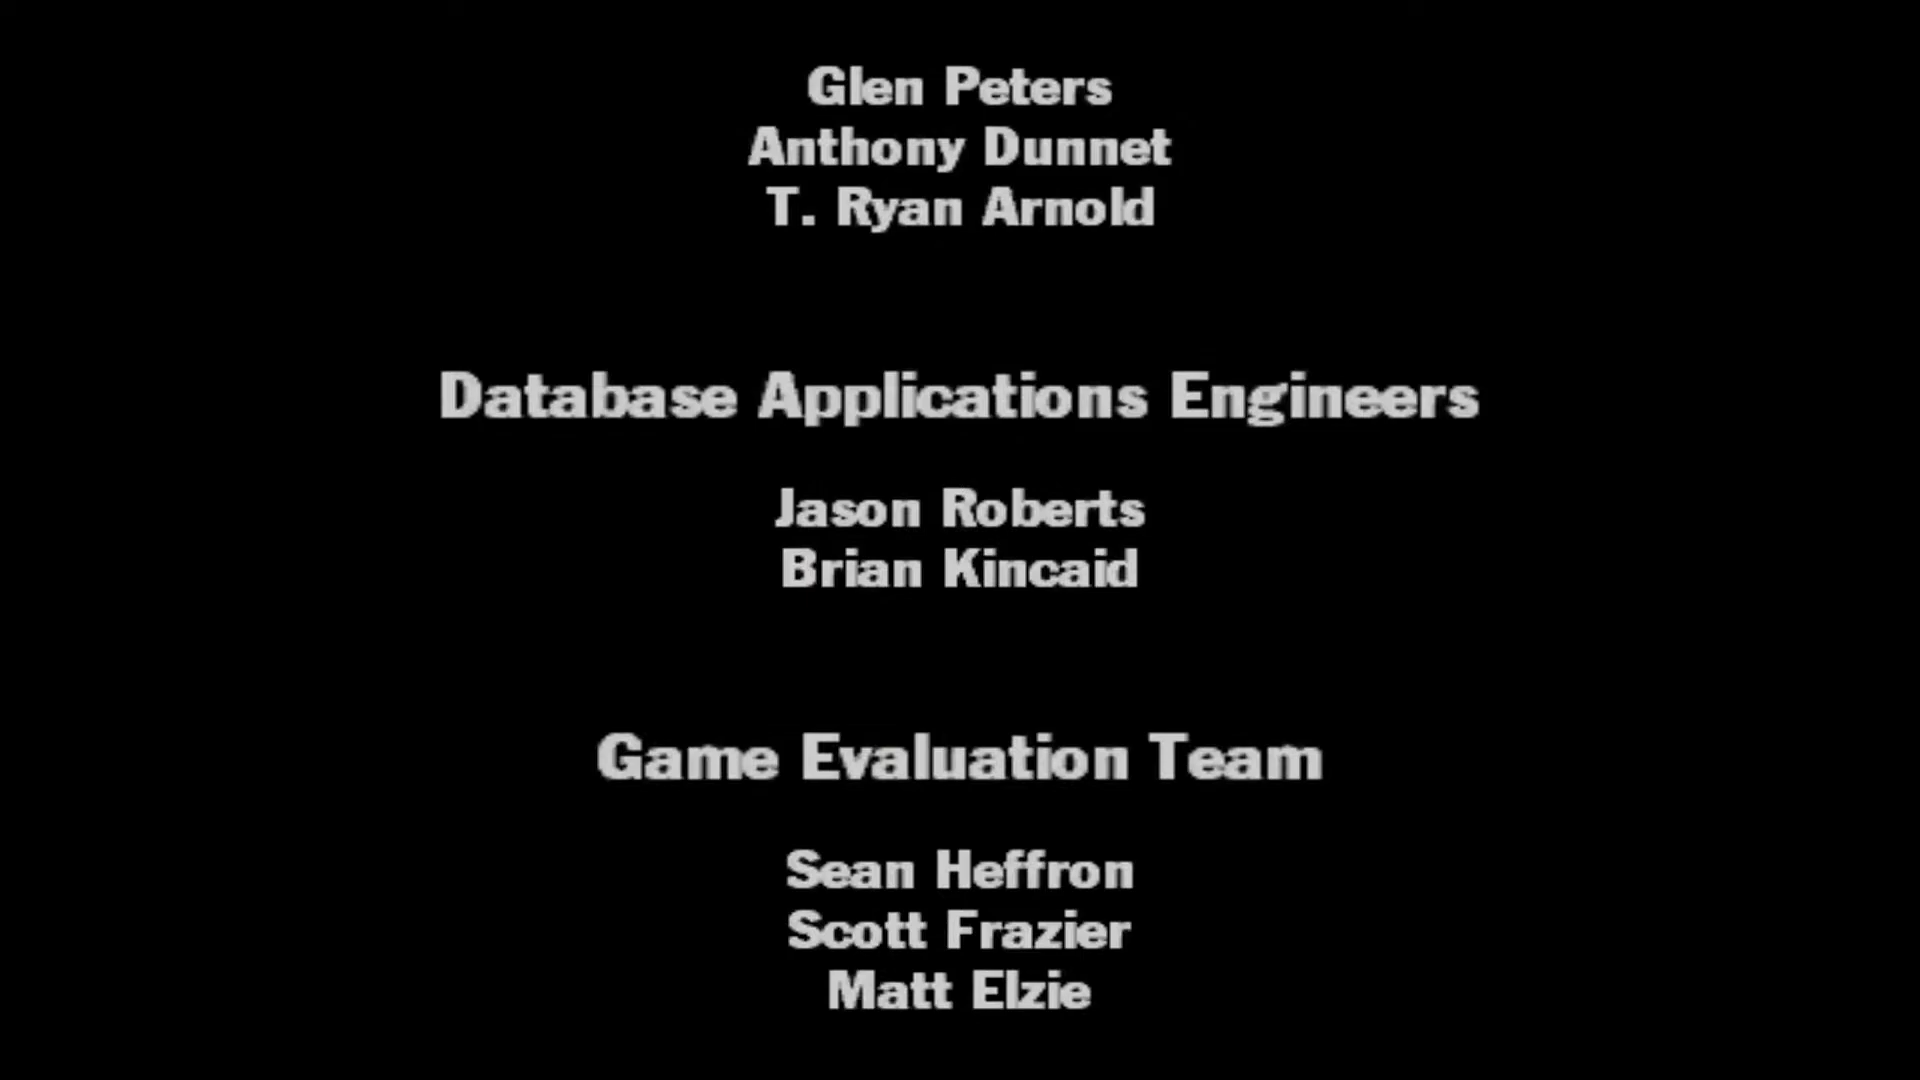 Glen Peters
Anthony Dunnet
T. Ryan Arnold
Database Applications Engineers
Jason Roberts
Brian Kincaid
Game Evaluation Team
Sean Heffron
Scott Frazier
Matt Elzie